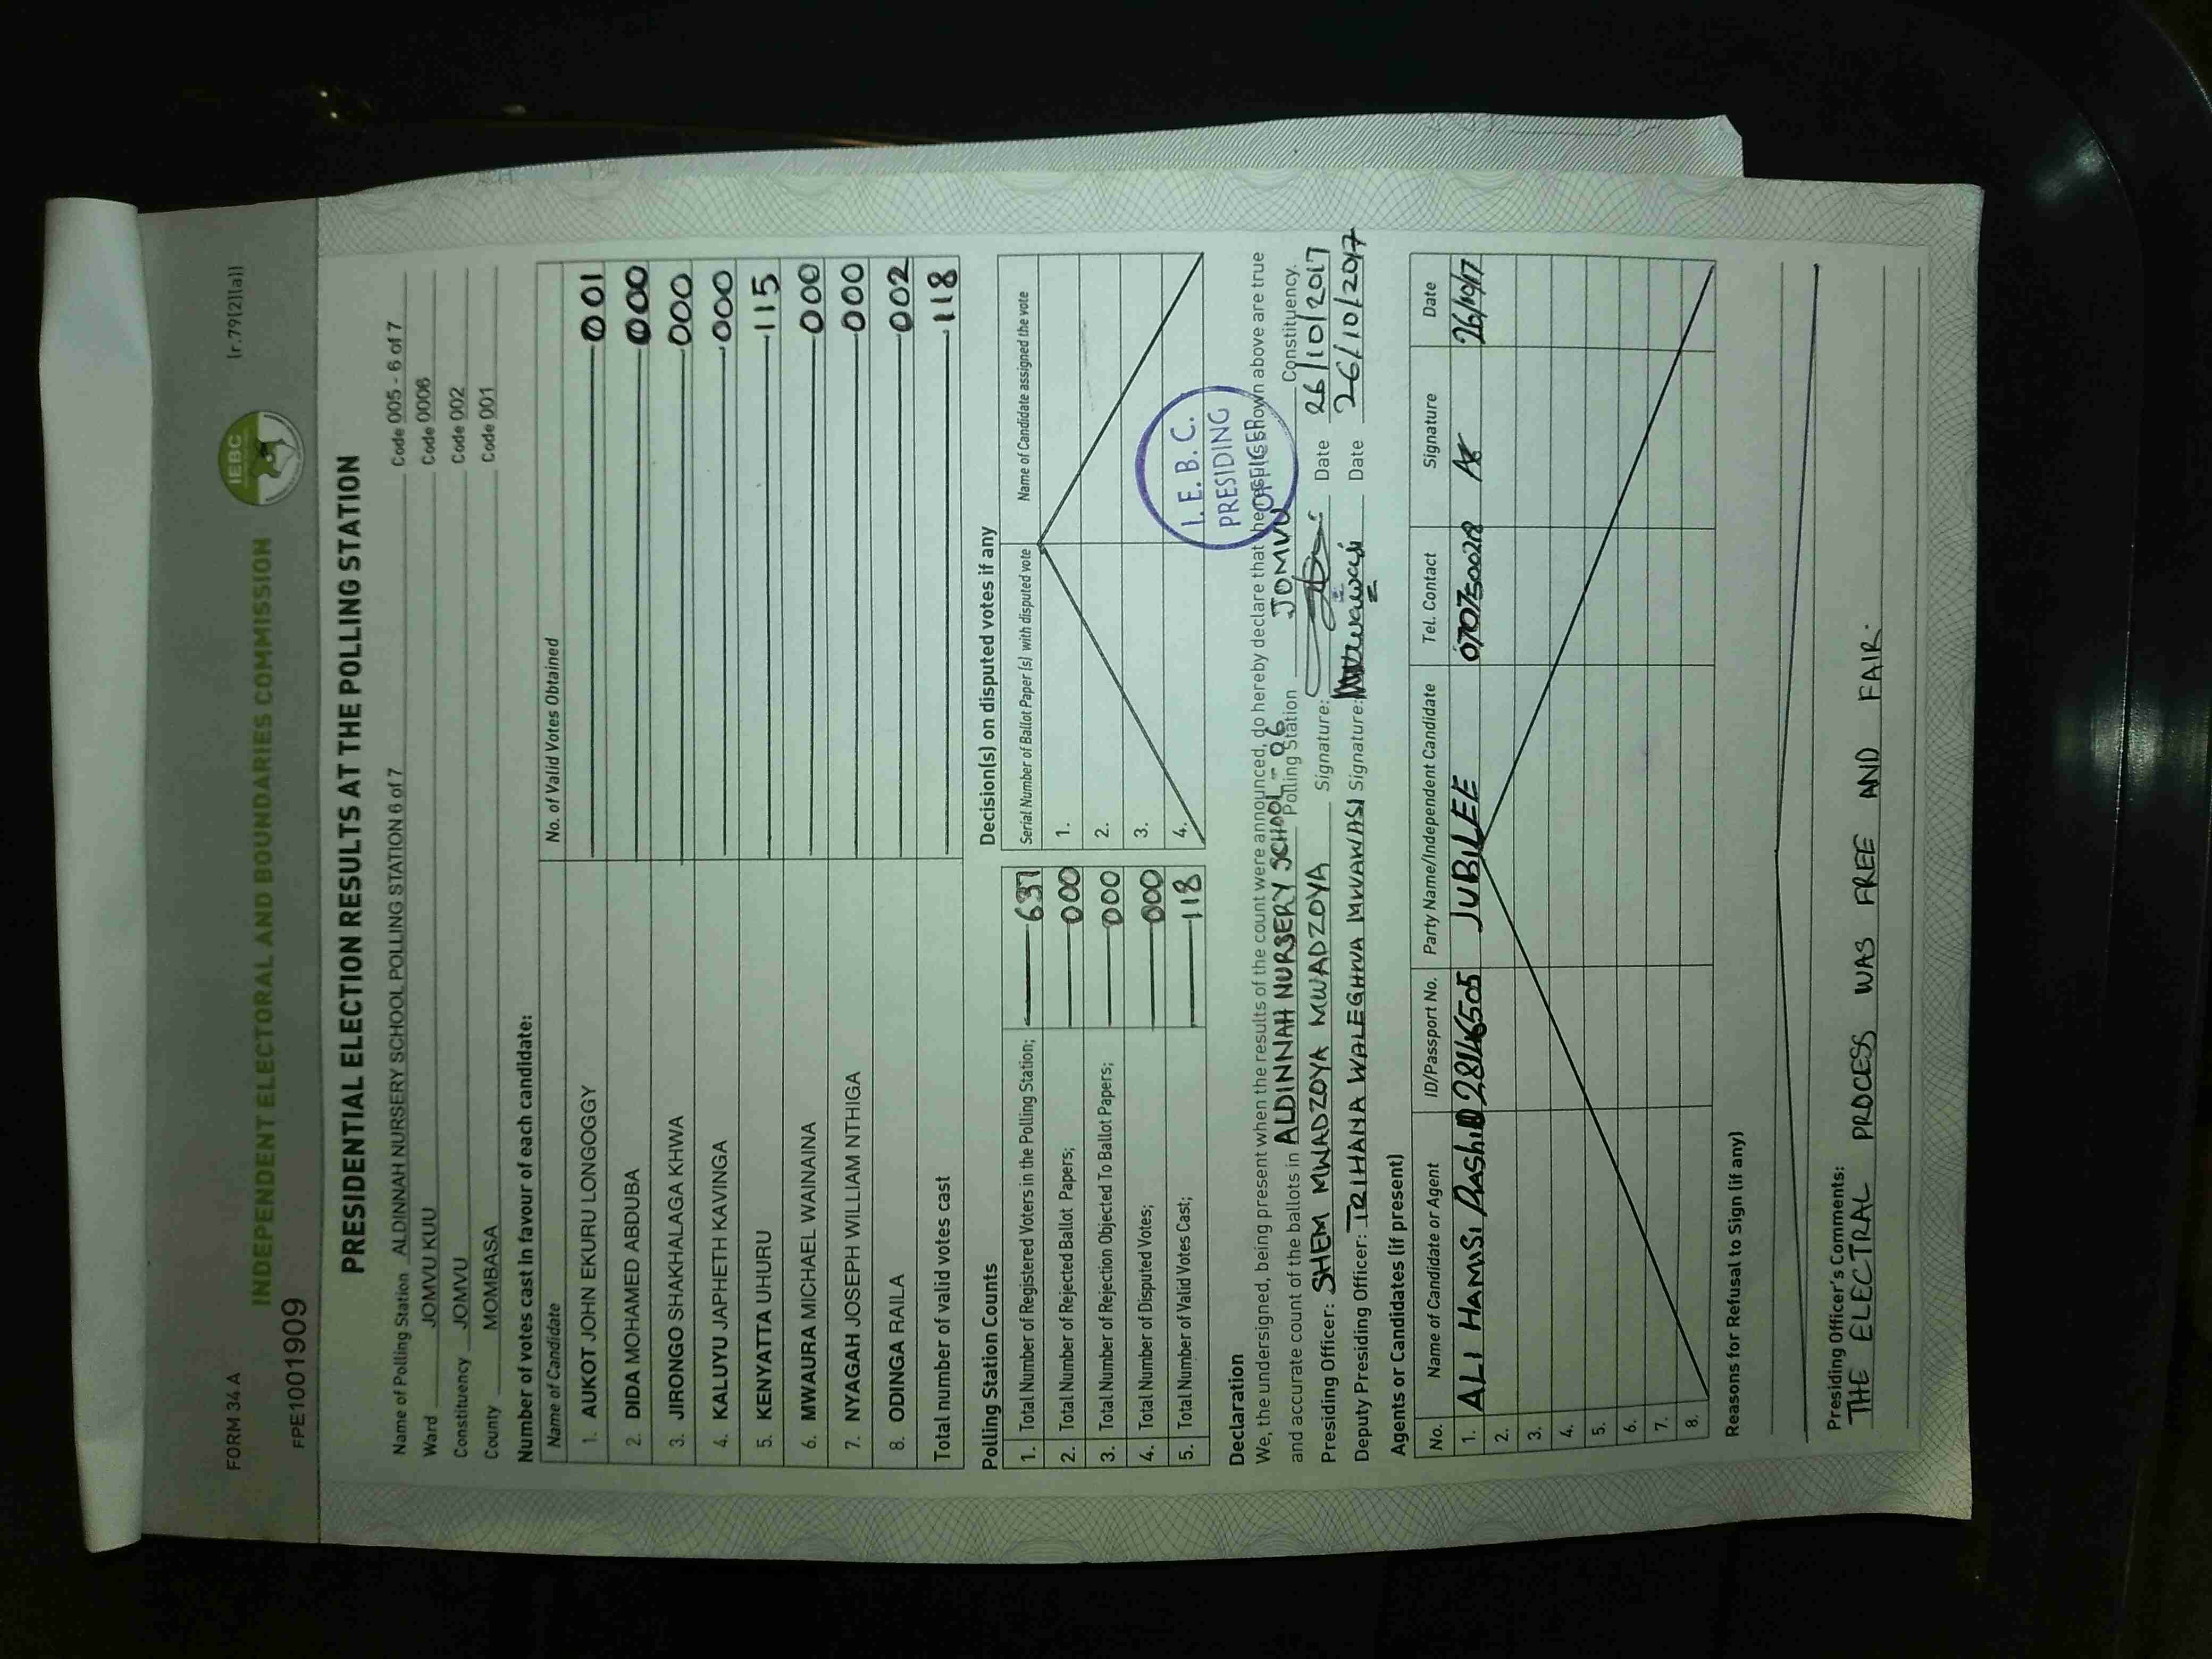 FORM 34 A
(r.79(2)(a))
INDEPENDENT ELECTORAL AND BOUNDARIES COMMISSION
IEBC
FPE1001909
PRESIDENTIAL ELECTION RESULTS AT THE POLLING STATION
Name of Polling Station ALDINNAH NURSERY SCHOOL POLLING STATION 6 of 7 Code 005 - 6 of 7
Ward JOMVU KUU Code 0006
Constituency JOMVU Code 002
County MOMBASA Code 001
Number of votes cast in favour of each candidate:
Name of Candidate No. of Valid Votes Obtained
1. AUKOT JOHN EKURU LONGOGGY 001
2. DIDA MOHAMED ABDUBA 000
3. JIRONGO SHAKHALAGA KHWA 000
4. KALUYU JAPHETH KAVINGA 000
5. KENYATTA UHURU 115
6. MWAURA MICHAEL WAINAINA 000
7. NYAGAH JOSEPH WILLIAM NTHIGA 000
8. ODINGA RAILA 002
Total number of valid votes cast 118
Polling Station Counts
1. Total Number of Registered Voters in the Polling Station; 637
2. Total Number of Rejected Ballot Papers; 000
3. Total Number of Rejection Objected To Ballot Papers; 000
4. Total Number of Disputed Votes; 000
5. Total Number of Valid Votes Cast; 118
Decision(s) on disputed votes if any
Serial Number of Ballot Paper (s) with disputed vote Name of Candidate assigned the vote
1.
2.
3.
4.
I. E. B. C.
PRESIDING
OFFICER
Declaration
We, the undersigned, being present when the results of the count were announced, do hereby declare that the results shown above are true
and accurate count of the ballots in ALDINNAH NURSERY SCHOOL - 06 Polling Station JOMVU Constituency.
Presiding Officer: SHEM MWADZOYA MWADZOYA Signature: Date 26/10/2017
Deputy Presiding Officer: WALEGHWA MWAWASI Signature: Mwawasi Date 26/10/2017
Agents or Candidates (if present)
No. Name of Candidate or Agent ID/Passport No. Party Name/Independent Candidate Tel. Contact Signature Date
1. ALI HAMISI RASHID JUBILEE 26/10/17
2.
3.
4.
5.
6.
7.
8.
Reasons for Refusal to Sign (if any)
Presiding Officer's Comments:
THE ELECTRAL PROCESS WAS FREE AND FAIR.